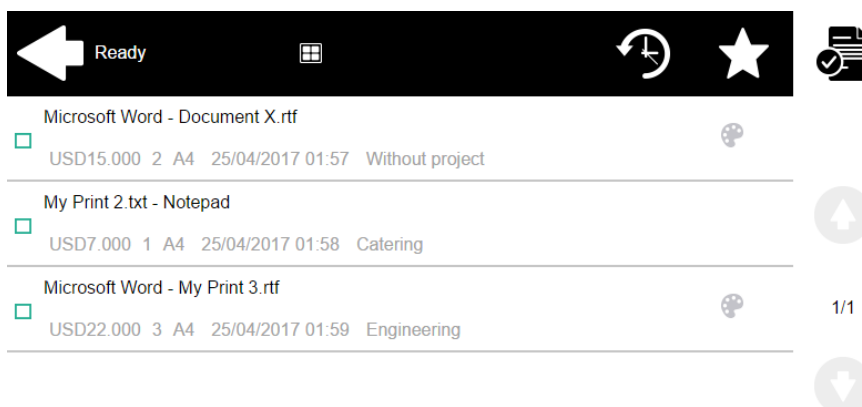 Ready
Microsoft Word - Document X.rtf
USD15.000 2 A4 25/04/2017 01:57 Without project
My Print 2.txt - Notepad
USD7.000 1 A4 25/04/2017 01:58 Catering
Microsoft Word - My Print 3.rtf
USD22.000 3 A4 25/04/2017 01:59 Engineering
1/1